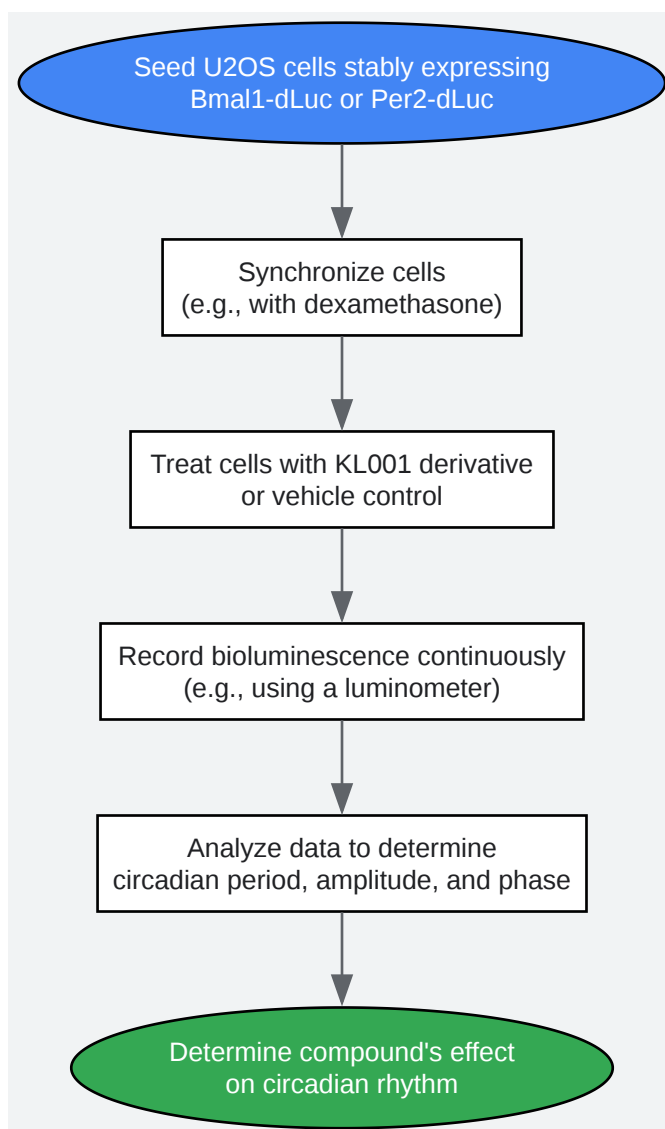 Seed U2OS cells stably expressing
Bmal1-dLuc or Per2-dLuc
Synchronize cells
(e.g., with dexamethasone)
Treat cells with KL001 derivative
or vehicle control
Record bioluminescence continuously
(e.g., using a luminometer)
Analyze data to determine
circadian period, amplitude, and phase
Determine compound's effect
on circadian rhythm